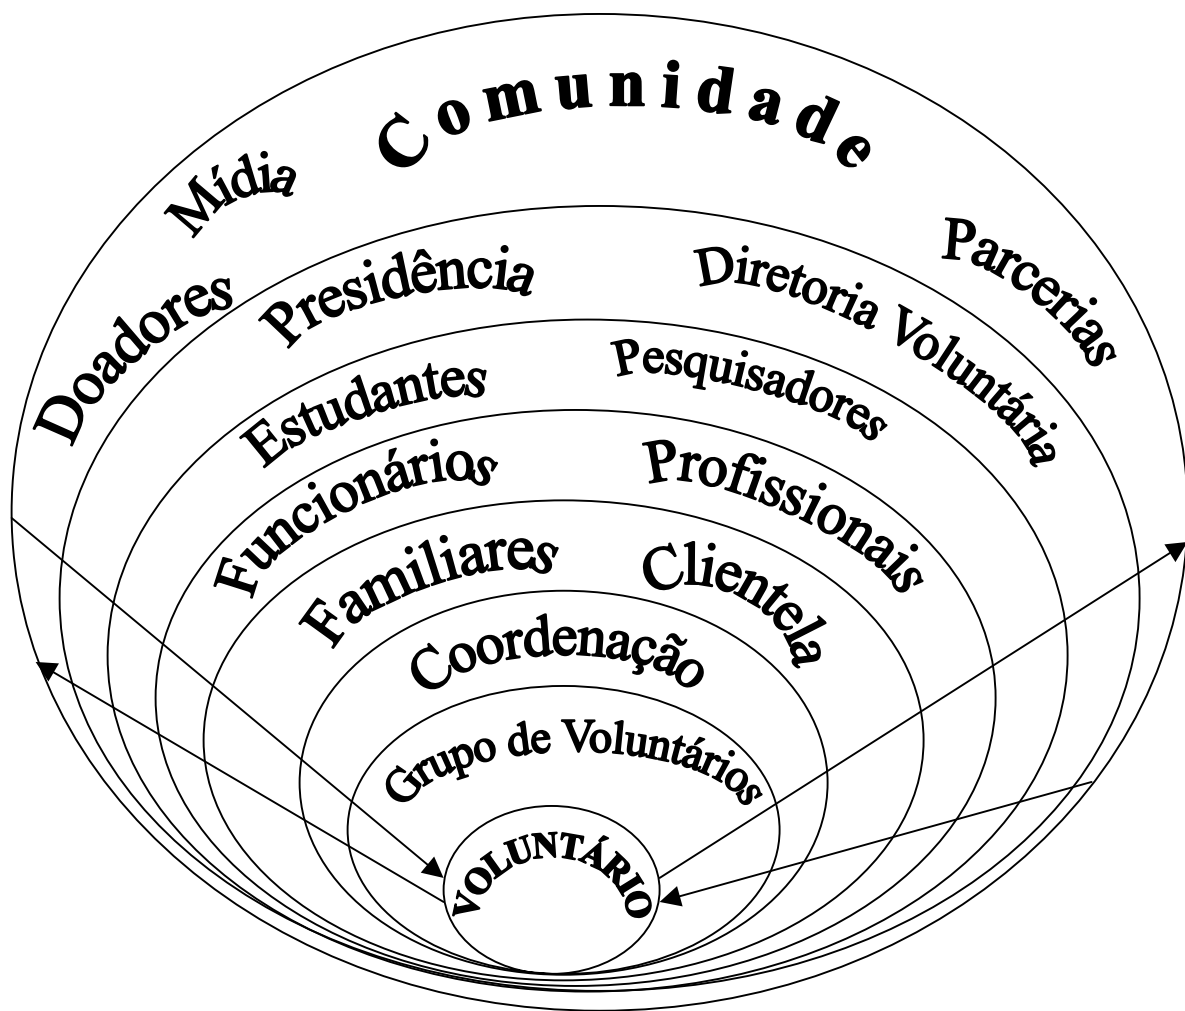 Comunidade
Mídia
Doadores
Parcerias
Presidência
Diretoria Voluntária
Estudantes
Pesquisadores
Funcionários
Profissionais
Familiares
Clientela
Coordenação
Grupo de Voluntários
VOLUNTÁRIO